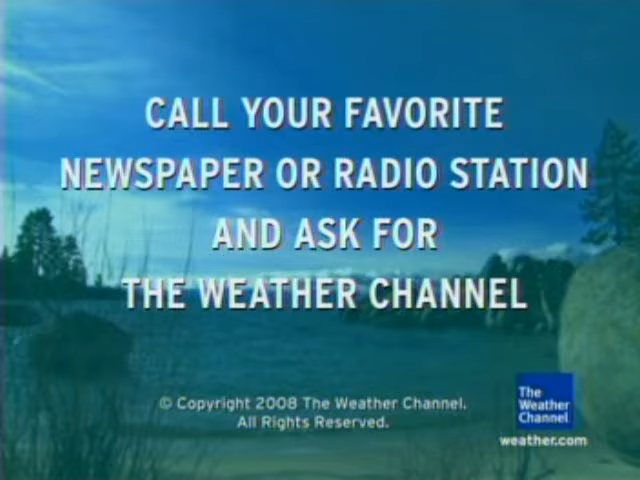 CALL YOUR FAVORITE
NEWSPAPER OR RADIO STATION
AND ASK FOR
THE WEATHER CHANNEL
© Copyright 2008 The Weather Channel.
All Rights Reserved.
The
Weather
Channel
weather.com